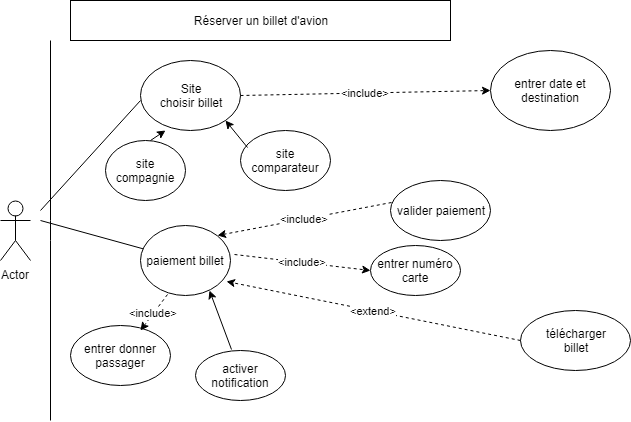 Réserver un billet d'avion
Site
choisir billet
<include>
entrer date et
destination
site
compagnie
site
comparateur
<include>
valider paiement
Actor
paiement billet
<include>
entrer numéro
carte
<include>
<extend>
télécharger
billet
entrer donner
passager
activer
notification